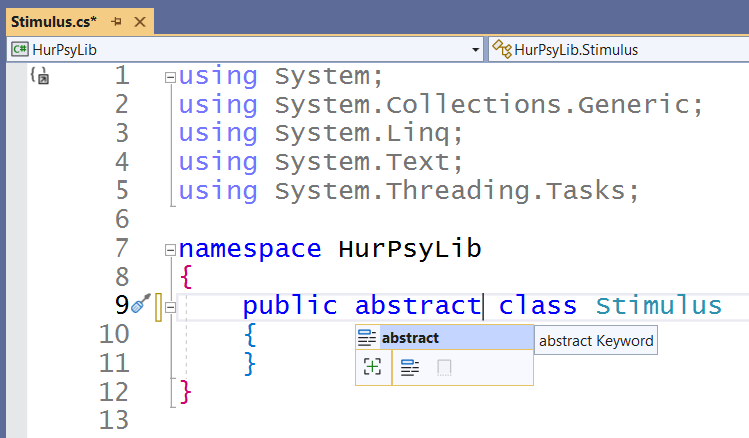 Stimulus.cs*
HurPsyLib HurPsyLib.Stimulus
1 using System;
2 using System.Collections.Generic;
3 using System.Linq;
4 using System.Text;
5 using System.Threading.Tasks;
6
7 namespace HurPsyLib
8 {
9 public abstract class Stimulus
10 {
abstract abstract Keyword
11 }
12 }
13